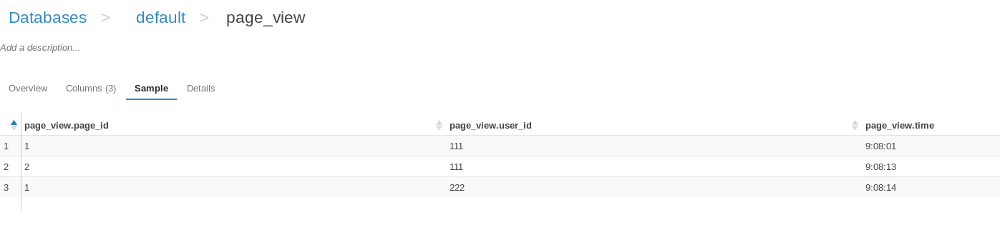 Databases > default > page_view
Add a description...
Overview Columns (3) Sample Details
page_view.page_id page_view.user_id page_view.time
1 1 111 9:08:01
2 2 111 9:08:13
3 1 222 9:08:14